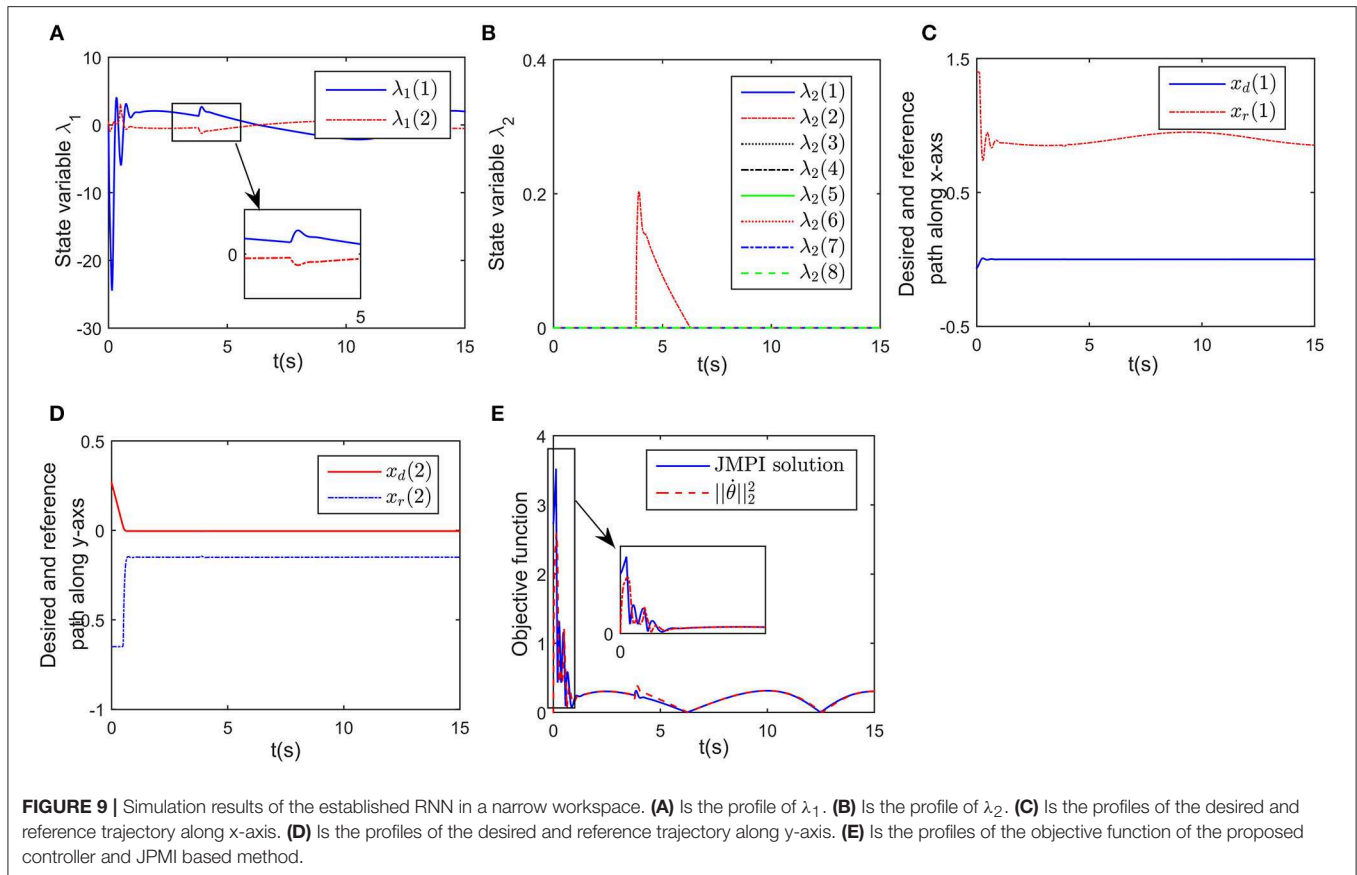 A
State variable λ₁
10
0
-10
-20
-30
0
5
10
15
t(s)
λ₁(1)
λ₁(2)
0
5
B
State variable λ₂
0.4
0.2
0
0
5
10
15
t(s)
λ₂(1)
λ₂(2)
λ₂(3)
λ₂(4)
λ₂(5)
λ₂(6)
λ₂(7)
λ₂(8)
C
Desired and reference
path along x-axis
1.5
0.5
-0.5
0
5
10
15
t(s)
x_d(1)
x_r(1)
D
Desired and reference
path along y-axs
0.5
0
-0.5
-1
0
5
10
15
t(s)
x_d(2)
x_r(2)
E
Objective function
4
3
2
1
0
0
5
10
15
t(s)
JMPI solution
||θ̇||₂²
0
0
FIGURE 9 | Simulation results of the established RNN in a narrow workspace. (A) Is the profile of λ₁. (B) Is the profile of λ₂. (C) Is the profiles of the desired and
reference trajectory along x-axis. (D) Is the profiles of the desired and reference trajectory along y-axis. (E) Is the profiles of the objective function of the proposed
controller and JPMI based method.